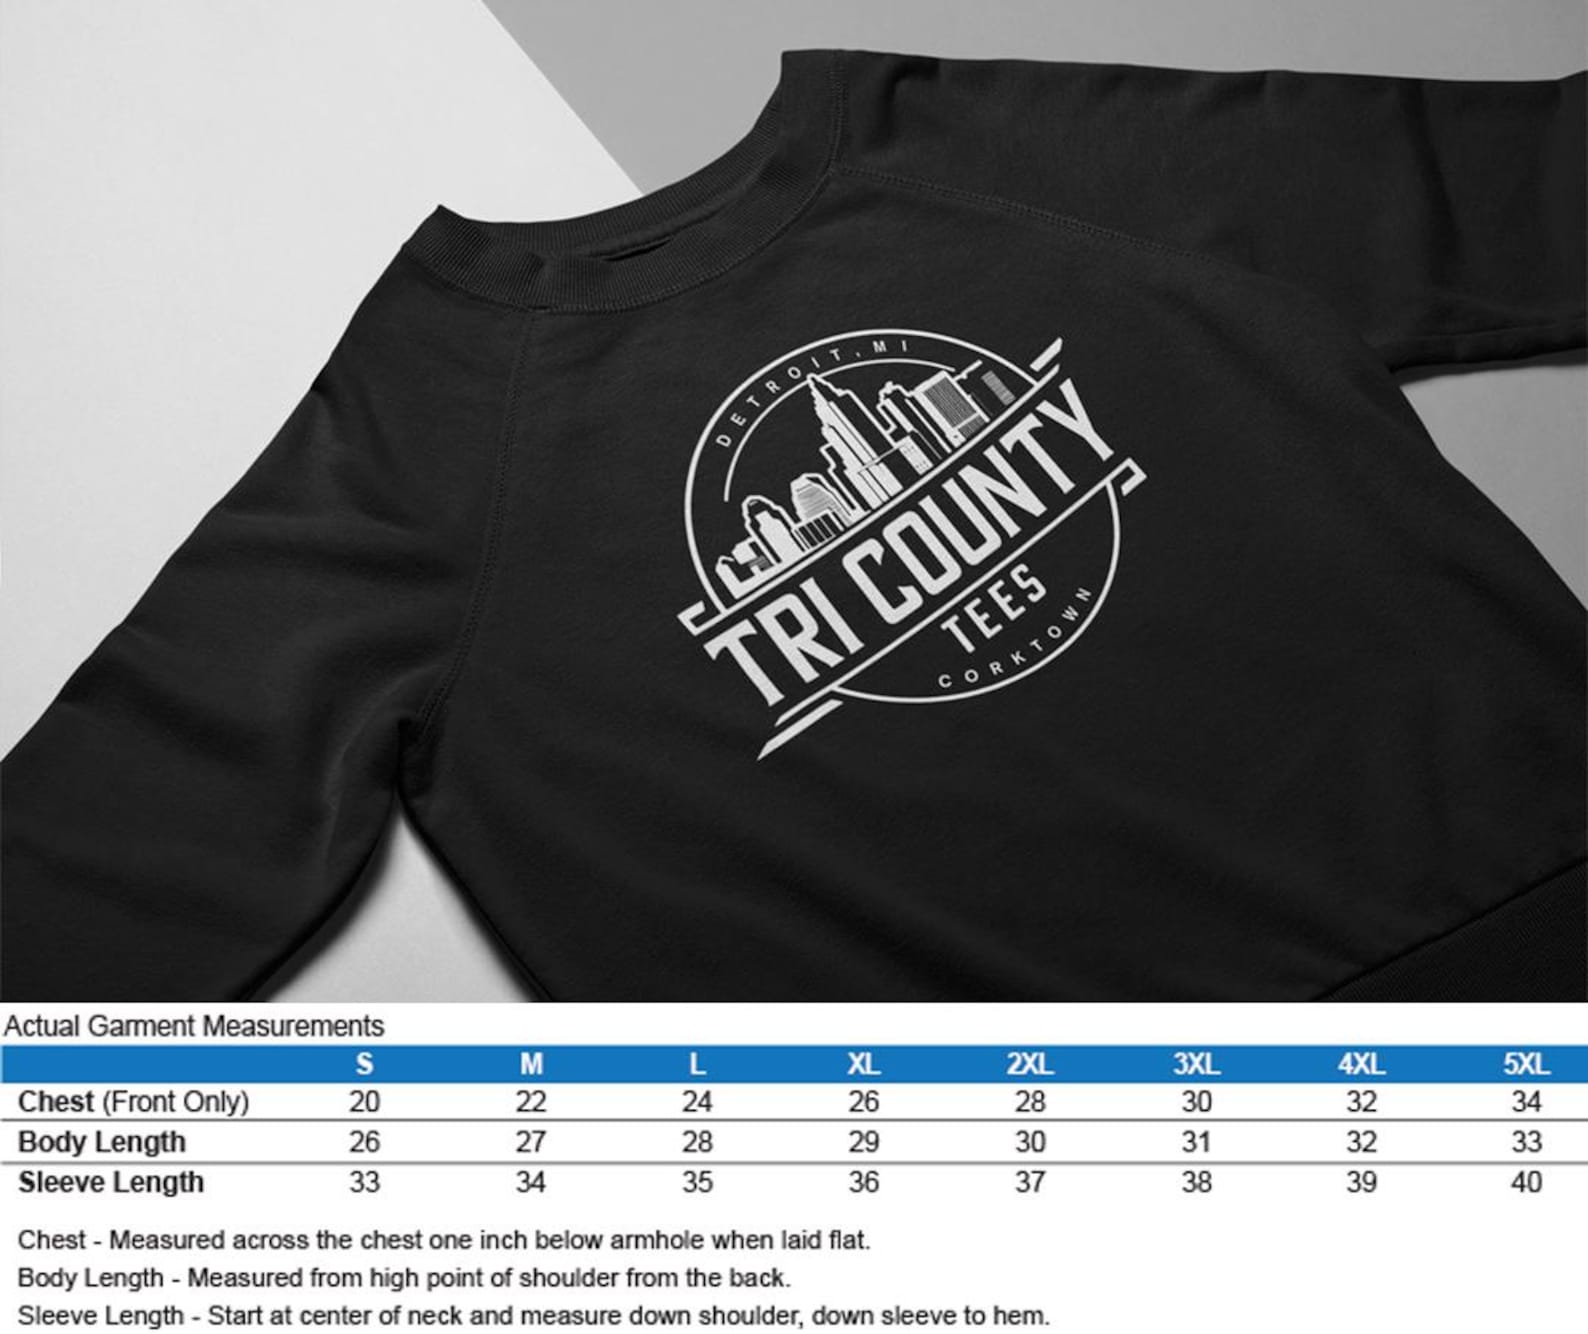 DETROIT, MI
TRI COUNTY
TEES
CORKTOWN
Actual Garment Measurements
S M L XL 2XL 3XL 4XL 5XL
Chest (Front Only) 20 22 24 26 28 30 32 34
Body Length 26 27 28 29 30 31 32 33
Sleeve Length 33 34 35 36 37 38 39 40
Chest - Measured across the chest one inch below armhole when laid flat.
Body Length - Measured from high point of shoulder from the back.
Sleeve Length - Start at center of neck and measure down shoulder, down sleeve to hem.